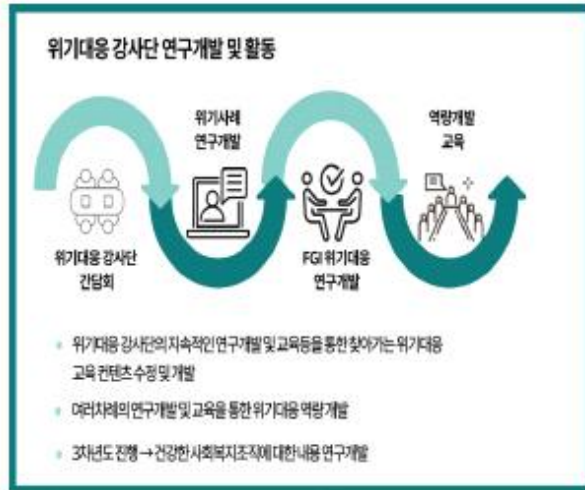 위기대응 강사단 연구개발 및 활동
위기사례
연구개발
역량개발
교육
위기대응 강사단
간담회
FGI 위기대응
연구개발
위기대응 강사단의 지속적인 연구개발 및 교육등을 통한 찾아가는 위기대응
교육 컨텐츠 수정 및 개발
여러차례의 연구개발 및 교육을 통한 위기대응 역량 개발
3차년도 진행 → 건강한 사회복지조직에 대한 내용 연구개발